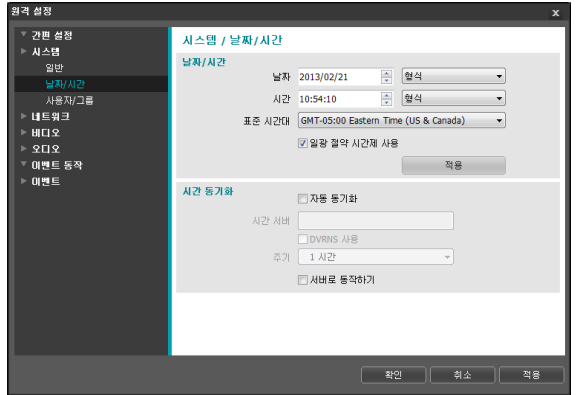 원격 설정
x
간편 설정
시스템
일반
날짜/시간
사용자/그룹
네트워크
비디오
오디오
이벤트 동작
이벤트
시스템 / 날짜/시간
날짜/시간
날짜 2013/02/21 형식
시간 10:54:10 형식
표준 시간대 GMT-05:00 Eastern Time (US & Canada)
일광 절약 시간제 사용
적용
시간 동기화
자동 동기화
시간 서버
DVRNS 사용
주기 1 시간
서버로 동작하기
확인 취소 적용